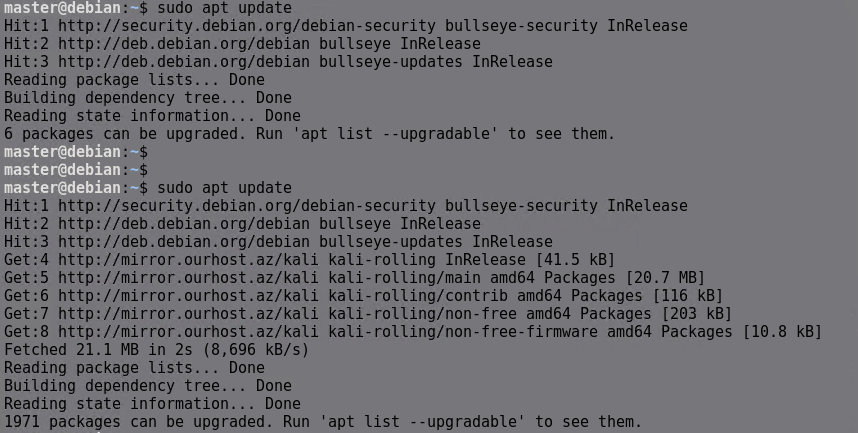 master@debian:~$ sudo apt update
Hit:1 http://security.debian.org/debian-security bullseye-security InRelease
Hit:2 http://deb.debian.org/debian bullseye InRelease
Hit:3 http://deb.debian.org/debian bullseye-updates InRelease
Reading package lists... Done
Building dependency tree... Done
Reading state information... Done
6 packages can be upgraded. Run 'apt list --upgradable' to see them.
master@debian:~$
master@debian:~$
master@debian:~$ sudo apt update
Hit:1 http://security.debian.org/debian-security bullseye-security InRelease
Hit:2 http://deb.debian.org/debian bullseye InRelease
Hit:3 http://deb.debian.org/debian bullseye-updates InRelease
Get:4 http://mirror.ourhost.az/kali kali-rolling InRelease [41.5 kB]
Get:5 http://mirror.ourhost.az/kali kali-rolling/main amd64 Packages [20.7 MB]
Get:6 http://mirror.ourhost.az/kali kali-rolling/contrib amd64 Packages [116 kB]
Get:7 http://mirror.ourhost.az/kali kali-rolling/non-free amd64 Packages [203 kB]
Get:8 http://mirror.ourhost.az/kali kali-rolling/non-free-firmware amd64 Packages [10.8 kB]
Fetched 21.1 MB in 2s (8,696 kB/s)
Reading package lists... Done
Building dependency tree... Done
Reading state information... Done
1971 packages can be upgraded. Run 'apt list --upgradable' to see them.